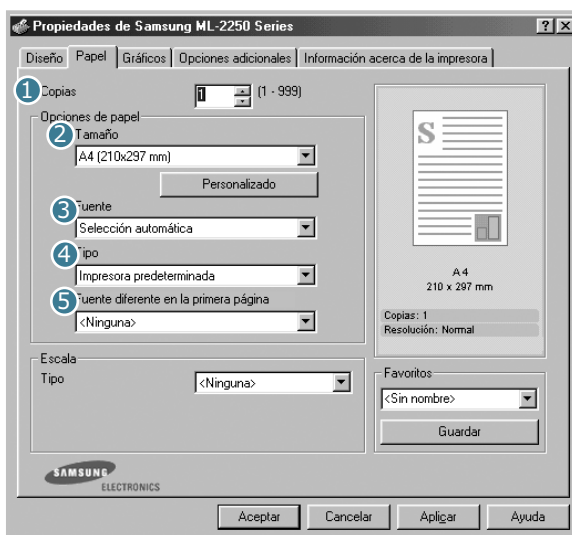 Propiedades de Samsung ML-2250 Series
Diseño Papel Gráficos Opciones adicionales Información acerca de la impresora
1 Copias 1 (1 - 999)
Opciones de papel
2 Tamaño
A4 (210x297 mm)
Personalizado
3 Fuente
Selección automática
4 Tipo
Impresora predeterminada
5 Fuente diferente en la primera página
<Ninguna>
Escala
Tipo <Ninguna>
S
A4
210 x 297 mm
Copias: 1
Resolución: Normal
Favoritos
<Sin nombre>
Guardar
SAMSUNG
ELECTRONICS
Aceptar Cancelar Aplicar Ayuda